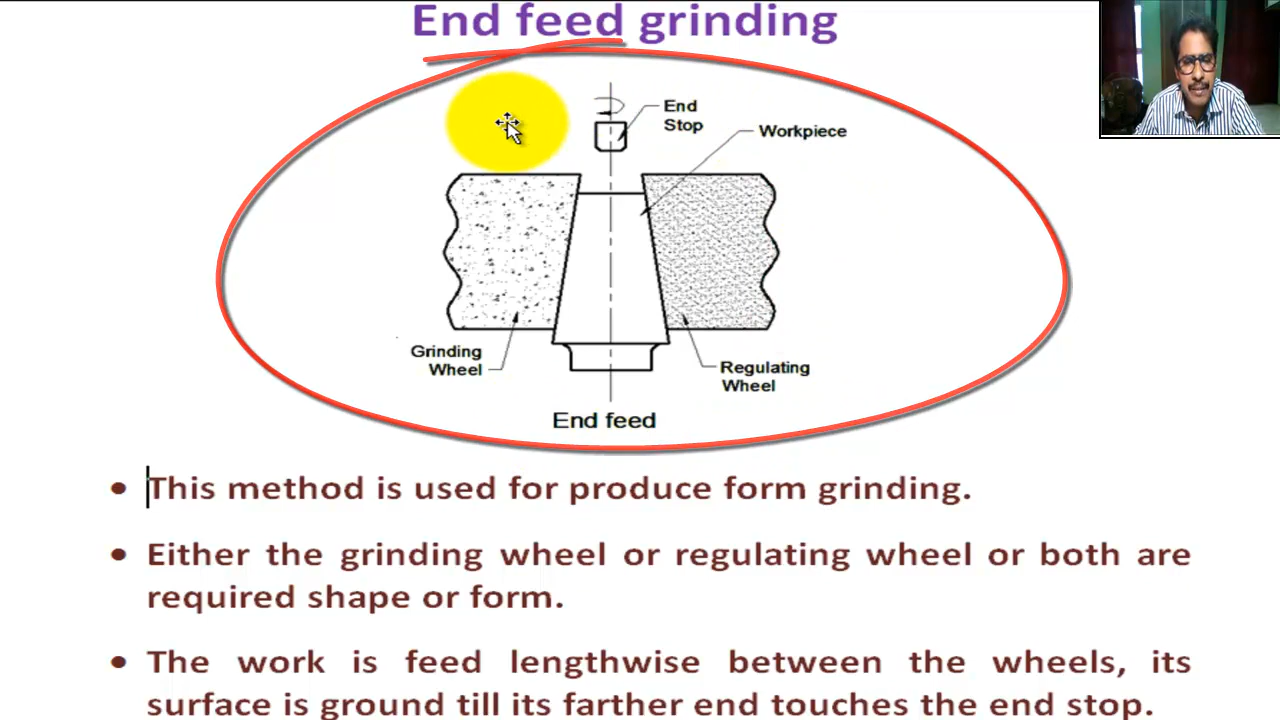 End feed grinding
End
Stop
Workpiece
Grinding
Wheel
Regulating
Wheel
End feed
• This method is used for produce form grinding.
• Either the grinding wheel or regulating wheel or both are
required shape or form.
• The work is feed lengthwise between the wheels, its
surface is ground till its farther end touches the end stop.